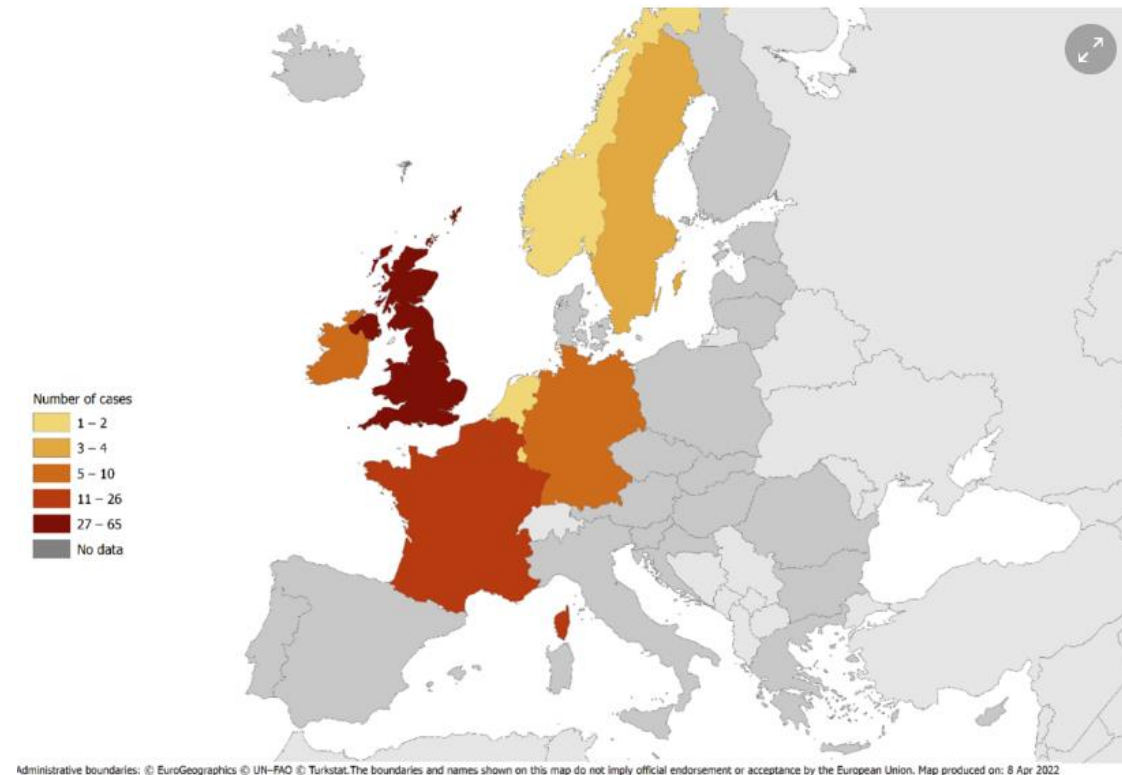 Number of cases
1 – 2
3 – 4
5 – 10
11 – 26
27 – 65
No data
Administrative boundaries: © EuroGeographics © UN–FAO © Turkstat.The boundaries and names shown on this map do not imply official endorsement or acceptance by the European Union. Map produced on: 8 Apr 2022